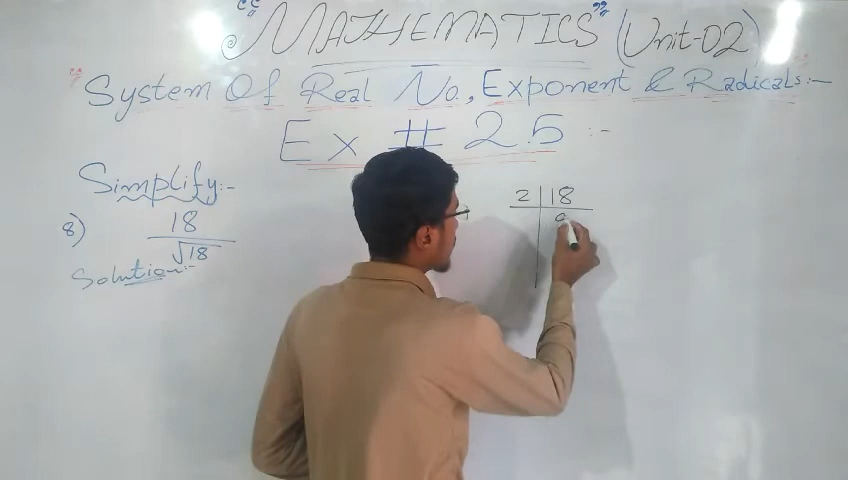 "MATHEMATICS" (Unit-02)
"System Of Real No., Exponent & Radicals:-
Ex # 2.5 :-
Simplify:-
8) 18
√18
Solution:-
2 | 18
9